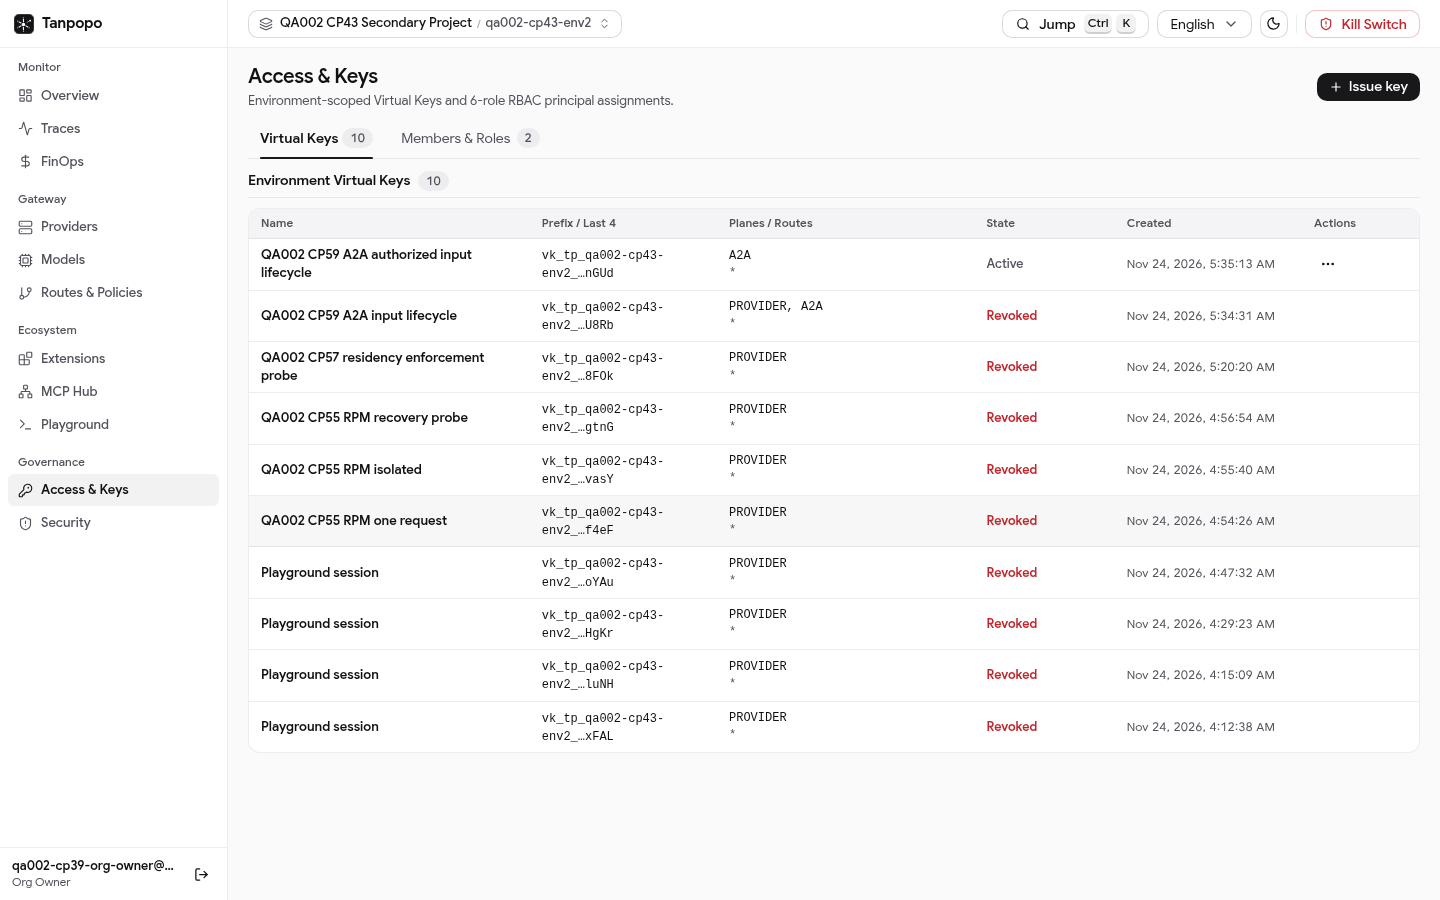 Tanpopo
QA002 CP43 Secondary Project / qa002-cp43-env2
Jump Ctrl K
English
Kill Switch
Monitor
Overview
Traces
FinOps
Gateway
Providers
Models
Routes & Policies
Ecosystem
Extensions
MCP Hub
Playground
Governance
Access & Keys
Security
qa002-cp39-org-owner@...
Org Owner
Access & Keys
Environment-scoped Virtual Keys and 6-role RBAC principal assignments.
+ Issue key
Virtual Keys 10 Members & Roles 2
Environment Virtual Keys 10
Name Prefix / Last 4 Planes / Routes State Created Actions
QA002 CP59 A2A authorized input lifecycle vk_tp_qa002-cp43-env2_…nGUd A2A * Active Nov 24, 2026, 5:35:13 AM ...
QA002 CP59 A2A input lifecycle vk_tp_qa002-cp43-env2_…U8Rb PROVIDER, A2A * Revoked Nov 24, 2026, 5:34:31 AM
QA002 CP57 residency enforcement probe vk_tp_qa002-cp43-env2_…8FOk PROVIDER * Revoked Nov 24, 2026, 5:20:20 AM
QA002 CP55 RPM recovery probe vk_tp_qa002-cp43-env2_…gtnG PROVIDER * Revoked Nov 24, 2026, 4:56:54 AM
QA002 CP55 RPM isolated vk_tp_qa002-cp43-env2_…vasY PROVIDER * Revoked Nov 24, 2026, 4:55:40 AM
QA002 CP55 RPM one request vk_tp_qa002-cp43-env2_…f4eF PROVIDER * Revoked Nov 24, 2026, 4:54:26 AM
Playground session vk_tp_qa002-cp43-env2_…oYAu PROVIDER * Revoked Nov 24, 2026, 4:47:32 AM
Playground session vk_tp_qa002-cp43-env2_…HgKr PROVIDER * Revoked Nov 24, 2026, 4:29:23 AM
Playground session vk_tp_qa002-cp43-env2_…luNH PROVIDER * Revoked Nov 24, 2026, 4:15:09 AM
Playground session vk_tp_qa002-cp43-env2_…xFAL PROVIDER * Revoked Nov 24, 2026, 4:12:38 AM